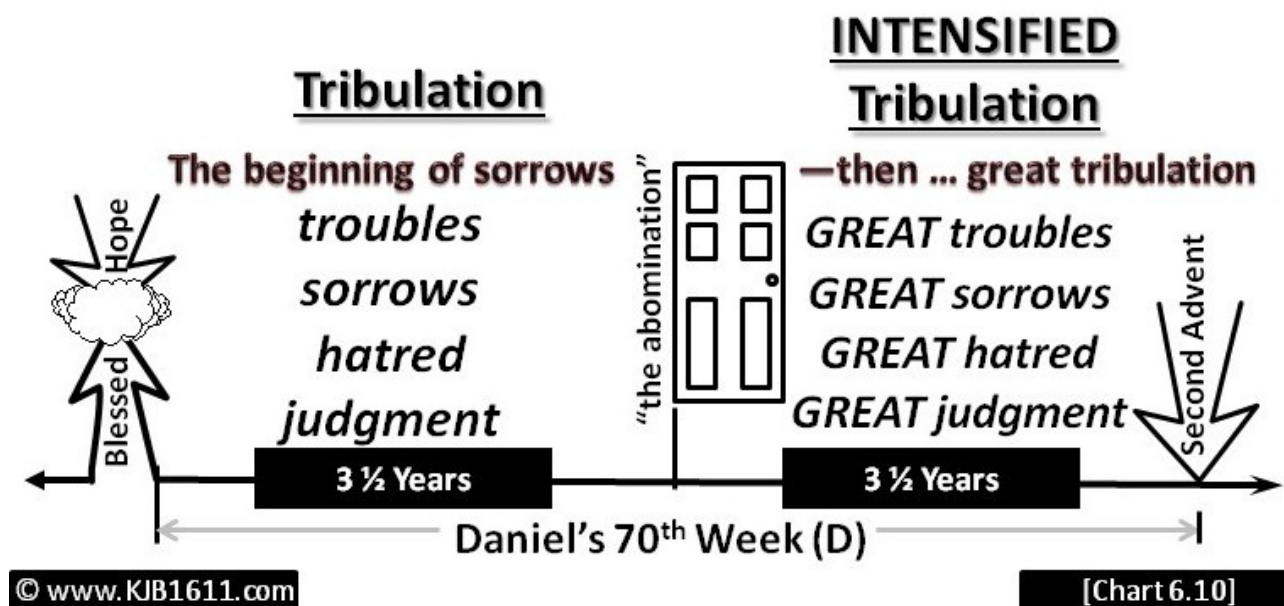 Tribulation
The beginning of sorrows
troubles
sorrows
hatred
judgment
Blessed Hope
"the abomination"
INTENSIFIED
Tribulation
—then ... great tribulation
GREAT troubles
GREAT sorrows
GREAT hatred
GREAT judgment
Second Advent
3 ½ Years
3 ½ Years
Daniel's 70th Week (D)
© www.KJB1611.com
[Chart 6.10]